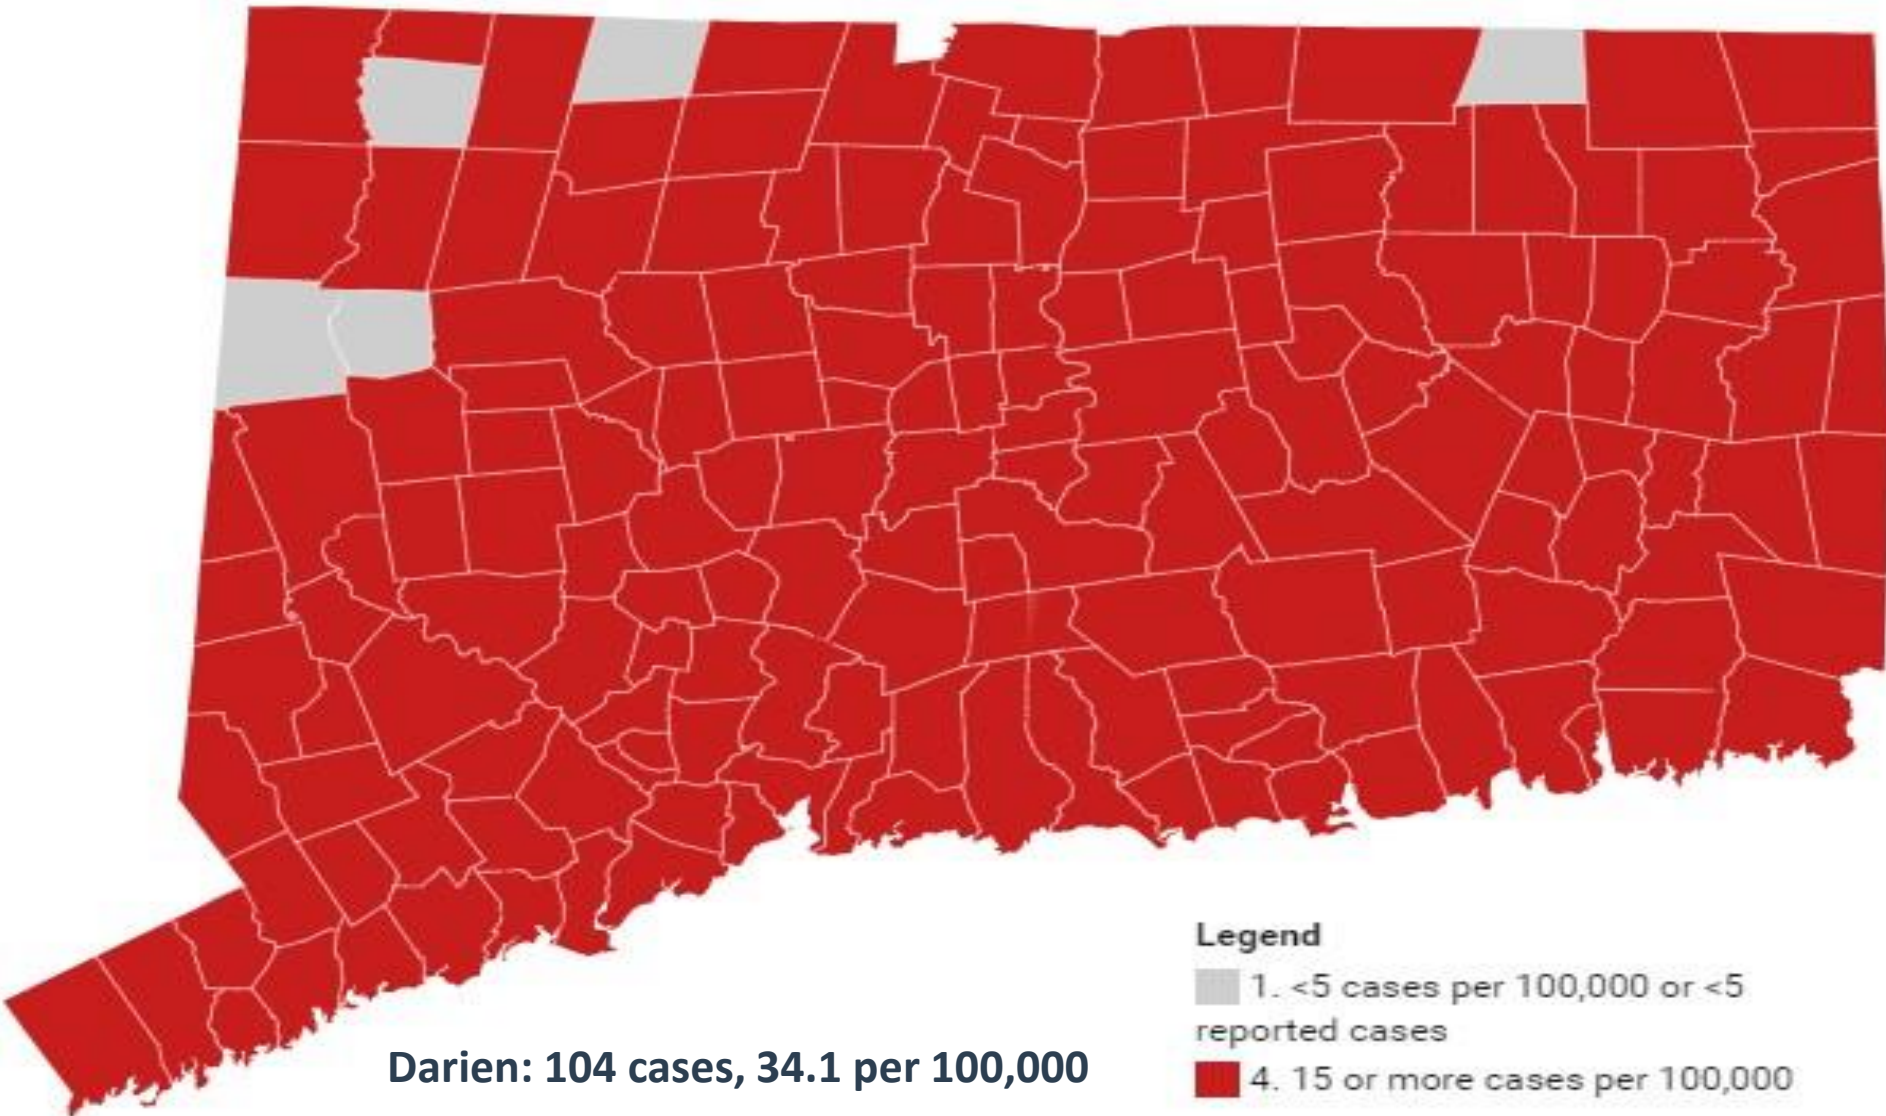 Legend
1. <5 cases per 100,000 or <5
reported cases
Darien: 104 cases, 34.1 per 100,000
4. 15 or more cases per 100,000